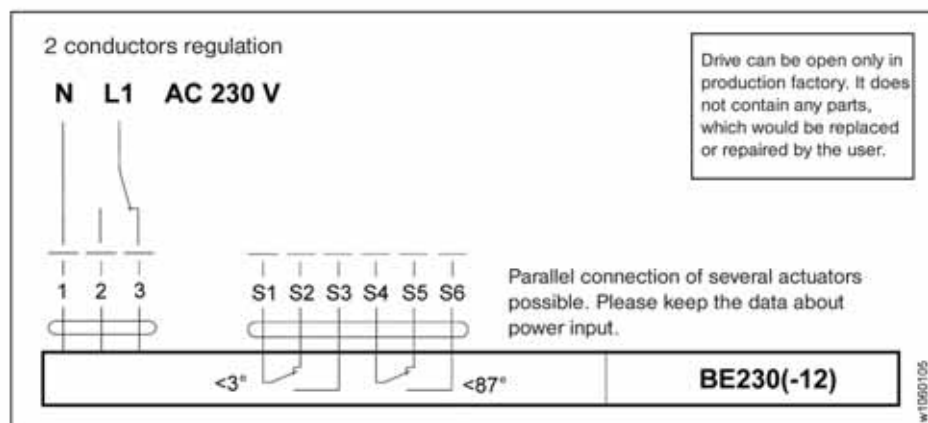 2 conductors regulation
N L1 AC 230 V
Drive can be open only in
production factory. It does
not contain any parts,
which would be replaced
or repaired by the user.
1 2 3
S1 S2 S3 S4 S5 S6
Parallel connection of several actuators
possible. Please keep the data about
power input.
<3°
<87°
BE230(-12)
w1060105